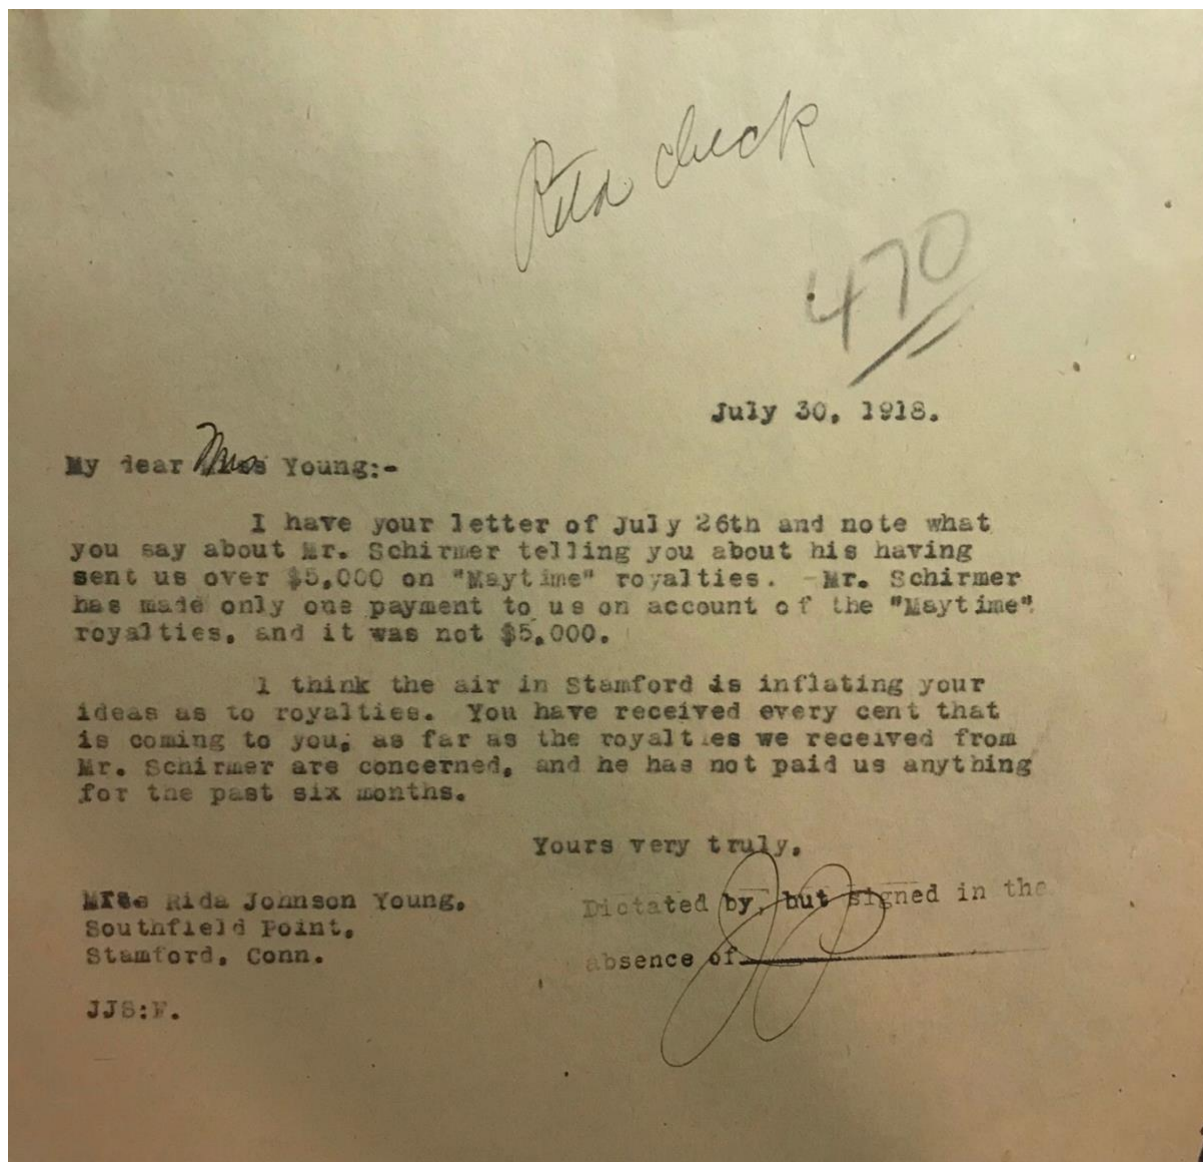 Rida check
470
July 30, 1918.
My dear Mrs Young:-
I have your letter of July 26th and note what
you say about Mr. Schirmer telling you about his having
sent us over $5,000 on "Maytime" royalties. Mr. Schirmer
has made only one payment to us on account of the "Maytime"
royalties, and it was not $5,000.
I think the air in Stamford is inflating your
ideas as to royalties. You have received every cent that
is coming to you, as far as the royalties we received from
Mr. Schirmer are concerned, and he has not paid us anything
for the past six months.
Yours very truly,
Mrs. Rida Johnson Young,
Southfield Point,
Stamford, Conn.
Dictated by, but signed in the
absence of
JJS:F.